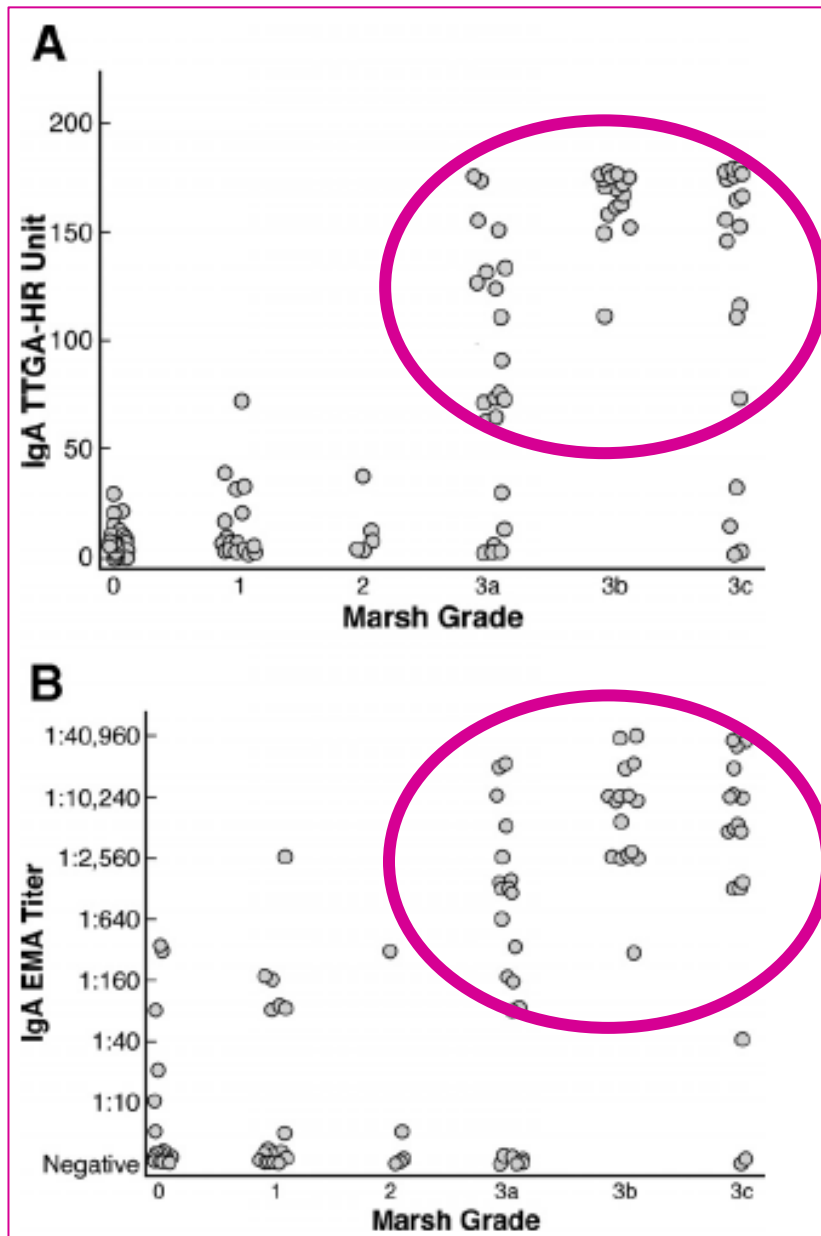 A
IgA TTGA-HR Unit
200
150
100
50
0
0 1 2 3a 3b 3c
Marsh Grade
B
IgA EMA Titer
1:40,960
1:10,240
1:2,560
1:640
1:160
1:40
1:10
Negative
0 1 2 3a 3b 3c
Marsh Grade